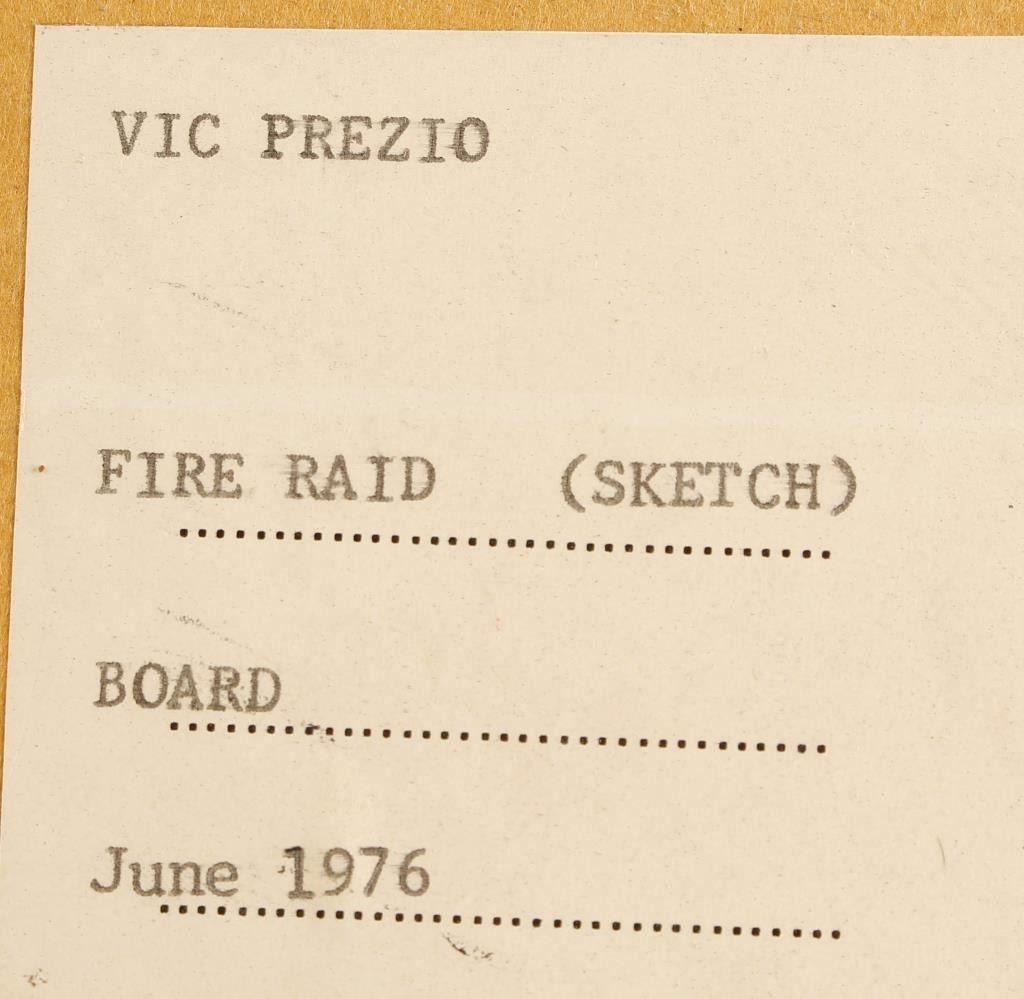 VIC PREZIO
FIRE RAID (SKETCH)
BOARD
June 1976